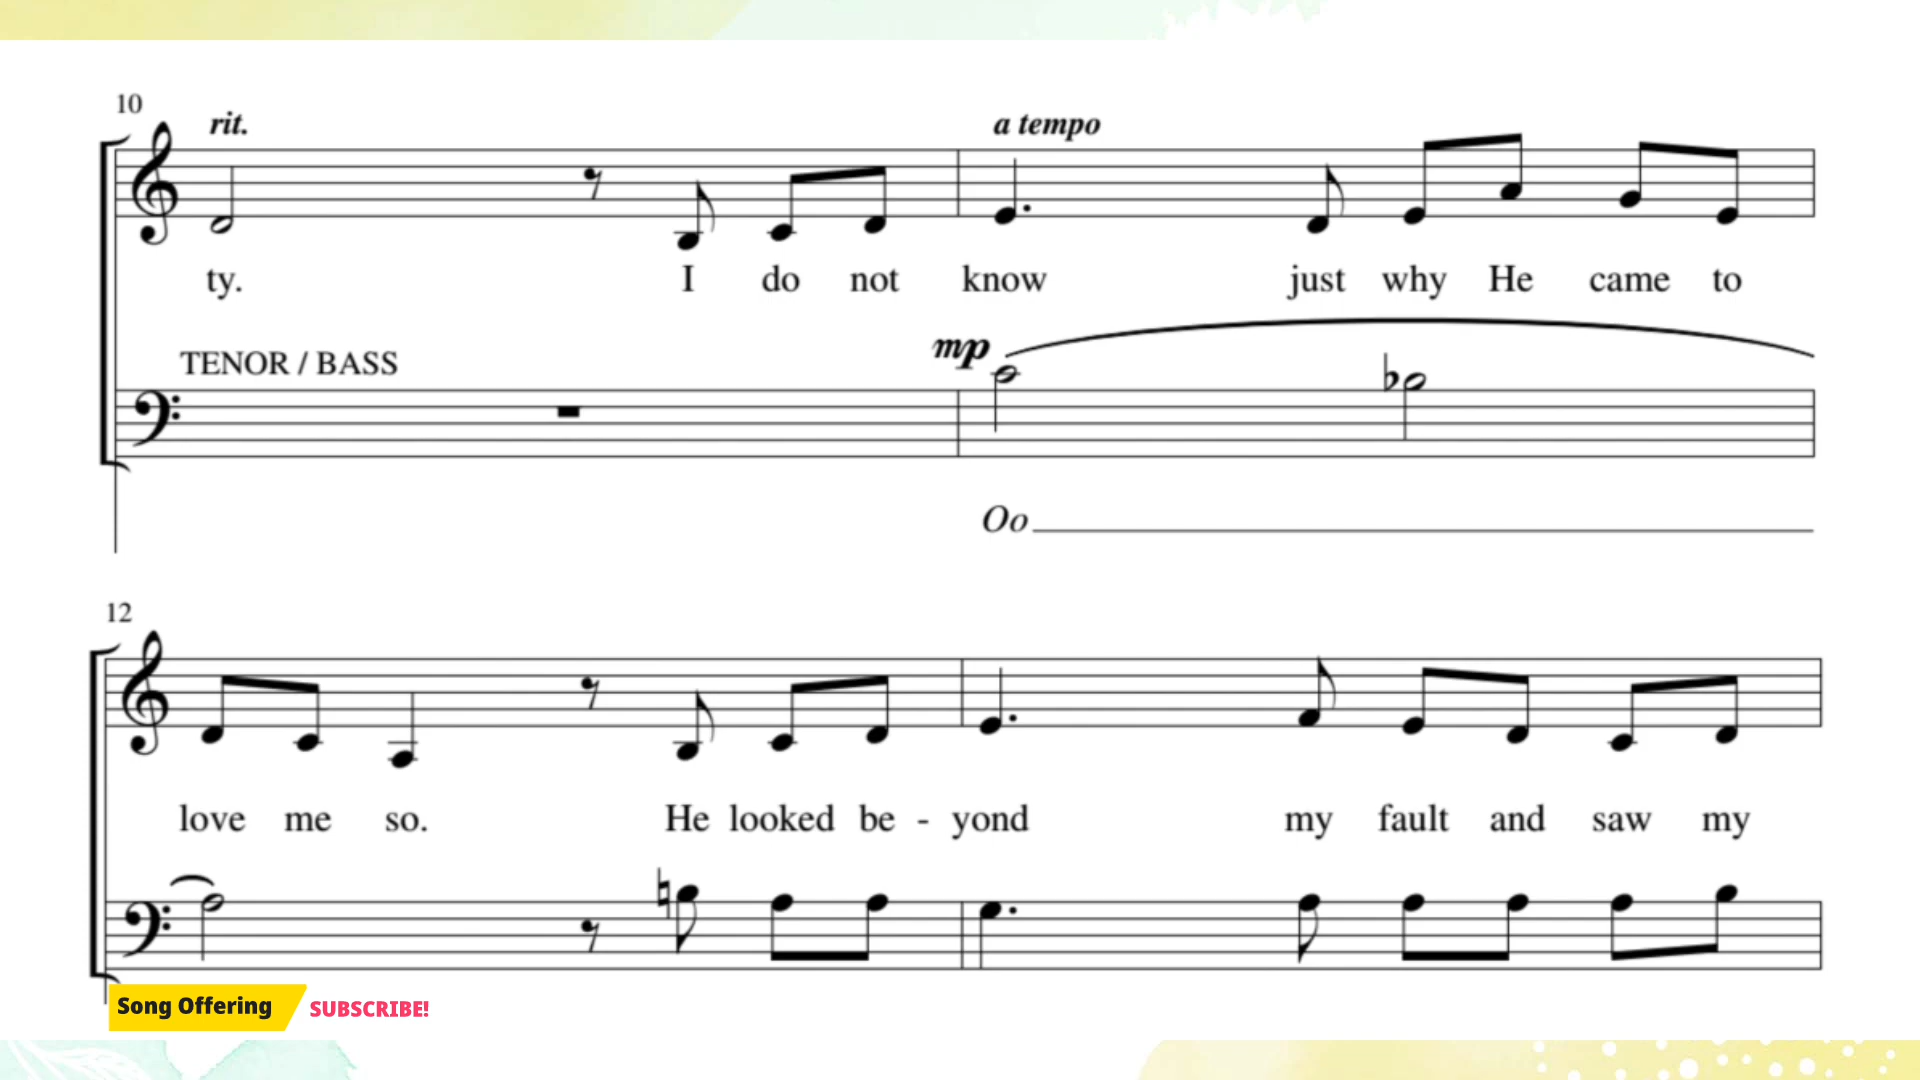 10
rit.
a tempo
ty. I do not know just why He came to
TENOR / BASS
mp
Oo
12
love me so. He looked be - yond my fault and saw my
Song Offering SUBSCRIBE!